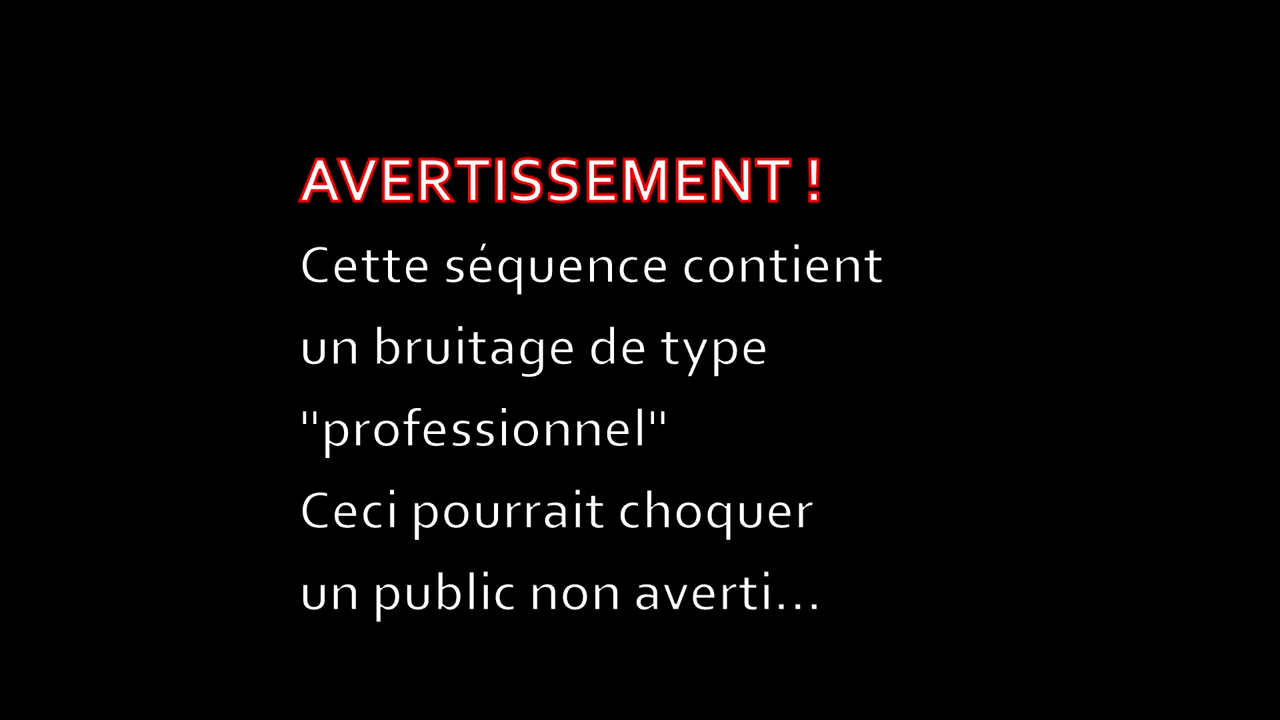 AVERTISSEMENT !
Cette séquence contient
un bruitage de type
"professionnel"
Ceci pourrait choquer
un public non averti...